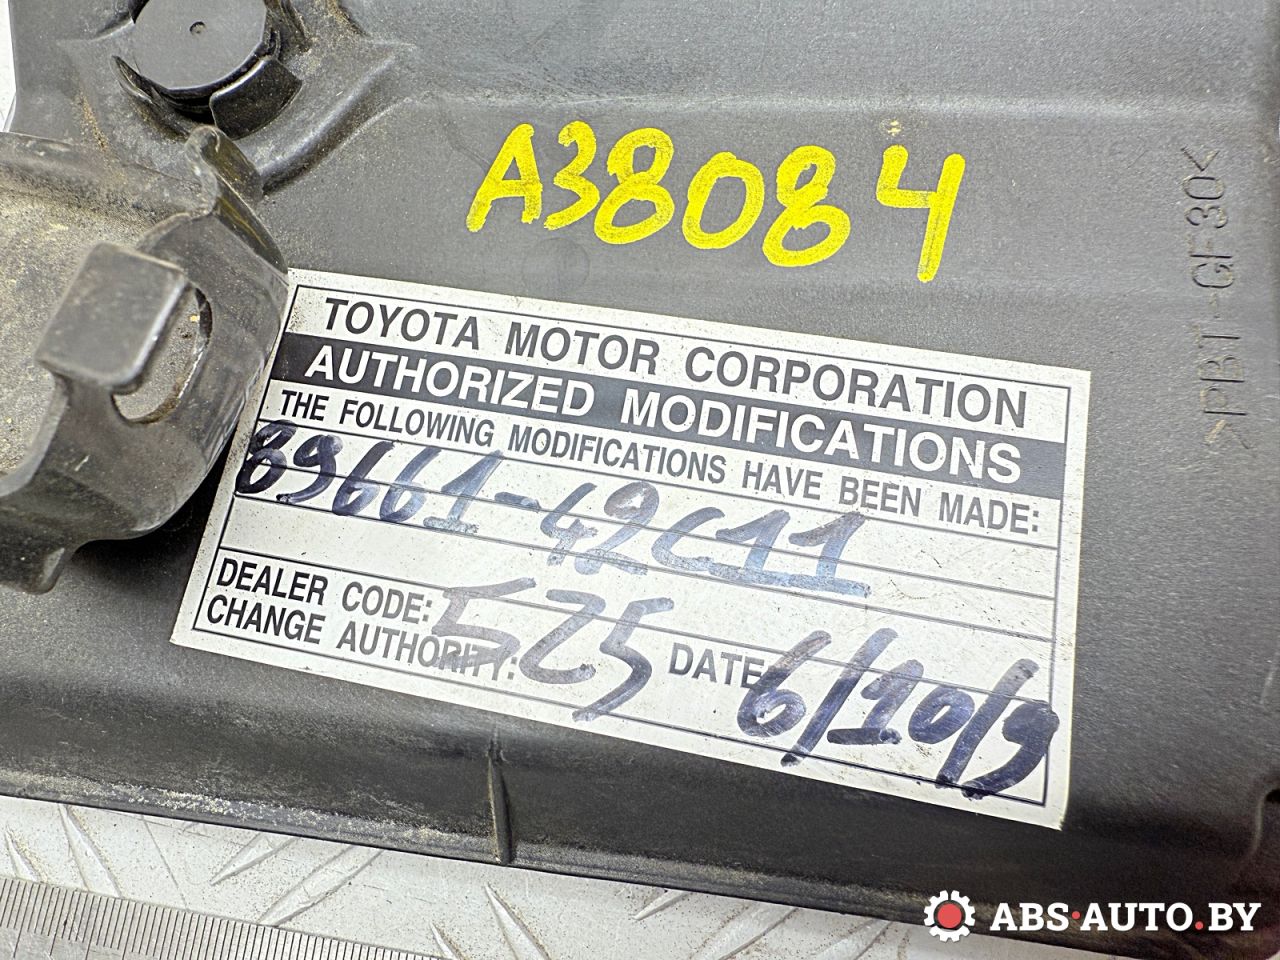 A38084
>PBT-GF30<
TOYOTA MOTOR CORPORATION
AUTHORIZED MODIFICATIONS
THE FOLLOWING MODIFICATIONS HAVE BEEN MADE:
89661-42C11
DEALER CODE: 525
CHANGE AUTHORITY:
DATE 6/10/9
ABS·AUTO.BY